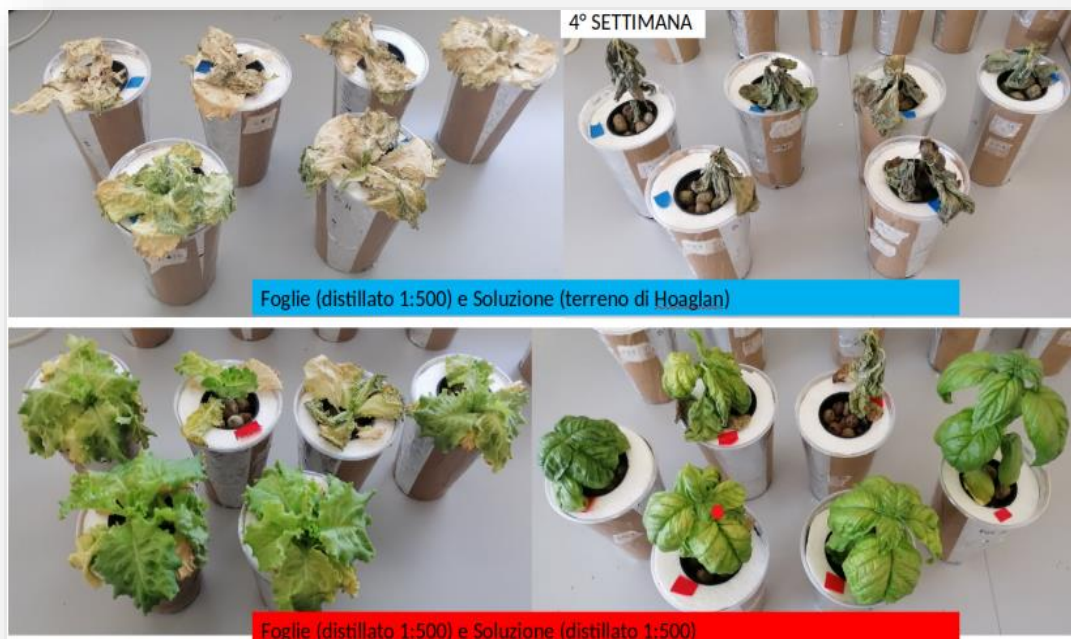 4° SETTIMANA
Foglie (distillato 1:500) e Soluzione (terreno di Hoaglan)
Foglie (distillato 1:500) e Soluzione (distillato 1:500)